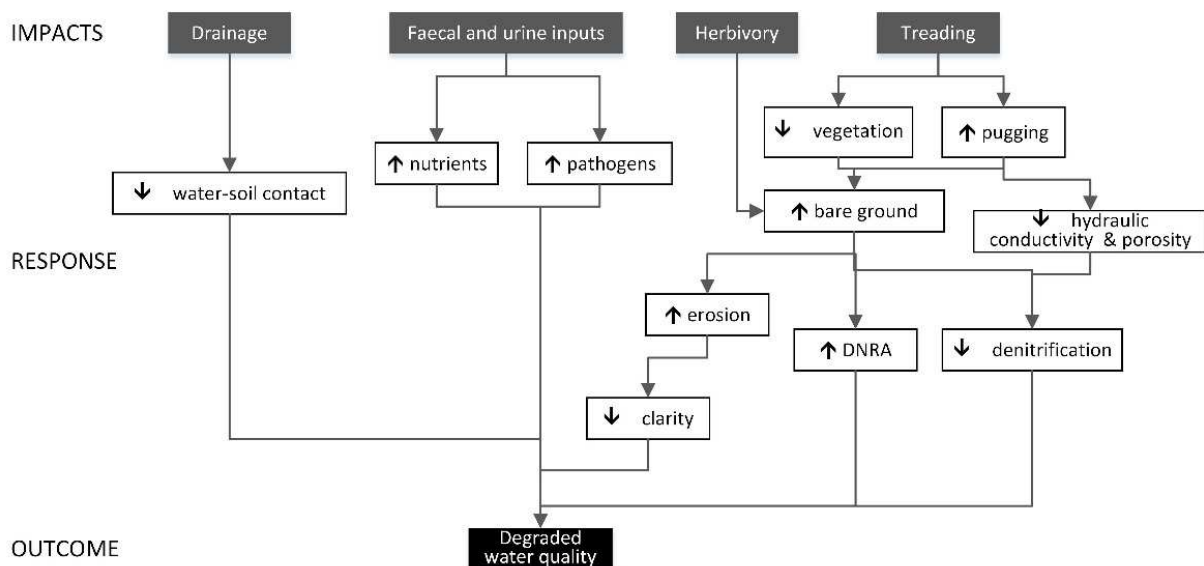 IMPACTS
Drainage
Faecal and urine inputs
Herbivory
Treading
↓ vegetation
↑ pugging
↑ nutrients
↑ pathogens
↓ water-soil contact
↑ bare ground
↓ hydraulic
conductivity & porosity
RESPONSE
↑ erosion
↑ DNRA
↓ denitrification
↓ clarity
OUTCOME
Degraded
water quality